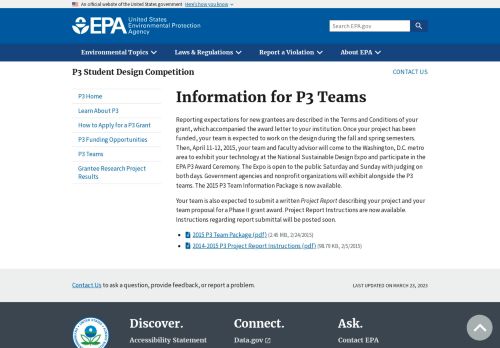 An official website of the United States government Here's how you know
EPA
United States
Environmental Protection
Agency
Search EPA.gov
Environmental Topics
Laws & Regulations
Report a Violation
About EPA
P3 Student Design Competition
CONTACT US
P3 Home
Learn About P3
How to Apply for a P3 Grant
P3 Funding Opportunities
P3 Teams
Grantee Research Project
Results
Information for P3 Teams
Reporting expectations for new grantees are described in the Terms and Conditions of your
grant, which accompanied the award letter to your institution. Once your project has been
funded, your team is expected to work on the design during the fall and spring semesters.
Then, April 11-12, 2015, your team and faculty advisor will come to the Washington, D.C. metro
area to exhibit your technology at the National Sustainable Design Expo and participate in the
EPA P3 Award Ceremony. The Expo is open to the public Saturday and Sunday with judging on
both days. Government agencies and nonprofit organizations will exhibit alongside the P3
teams. The 2015 P3 Team Information Package is now available.
Your team is also expected to submit a written Project Report describing your project and your
team proposal for a Phase II grant award. Project Report Instructions are now available.
Instructions regarding report submittal will be posted soon.
2015 P3 Team Package (pdf) (2.41 MB, 2/24/2015)
2014-2015 P3 Project Report Instructions (pdf) (98.79 KB, 2/5/2015)
Contact Us to ask a question, provide feedback, or report a problem.
LAST UPDATED ON MARCH 23, 2023
Discover.
Connect.
Ask.
Accessibility Statement
Data.gov
Contact EPA